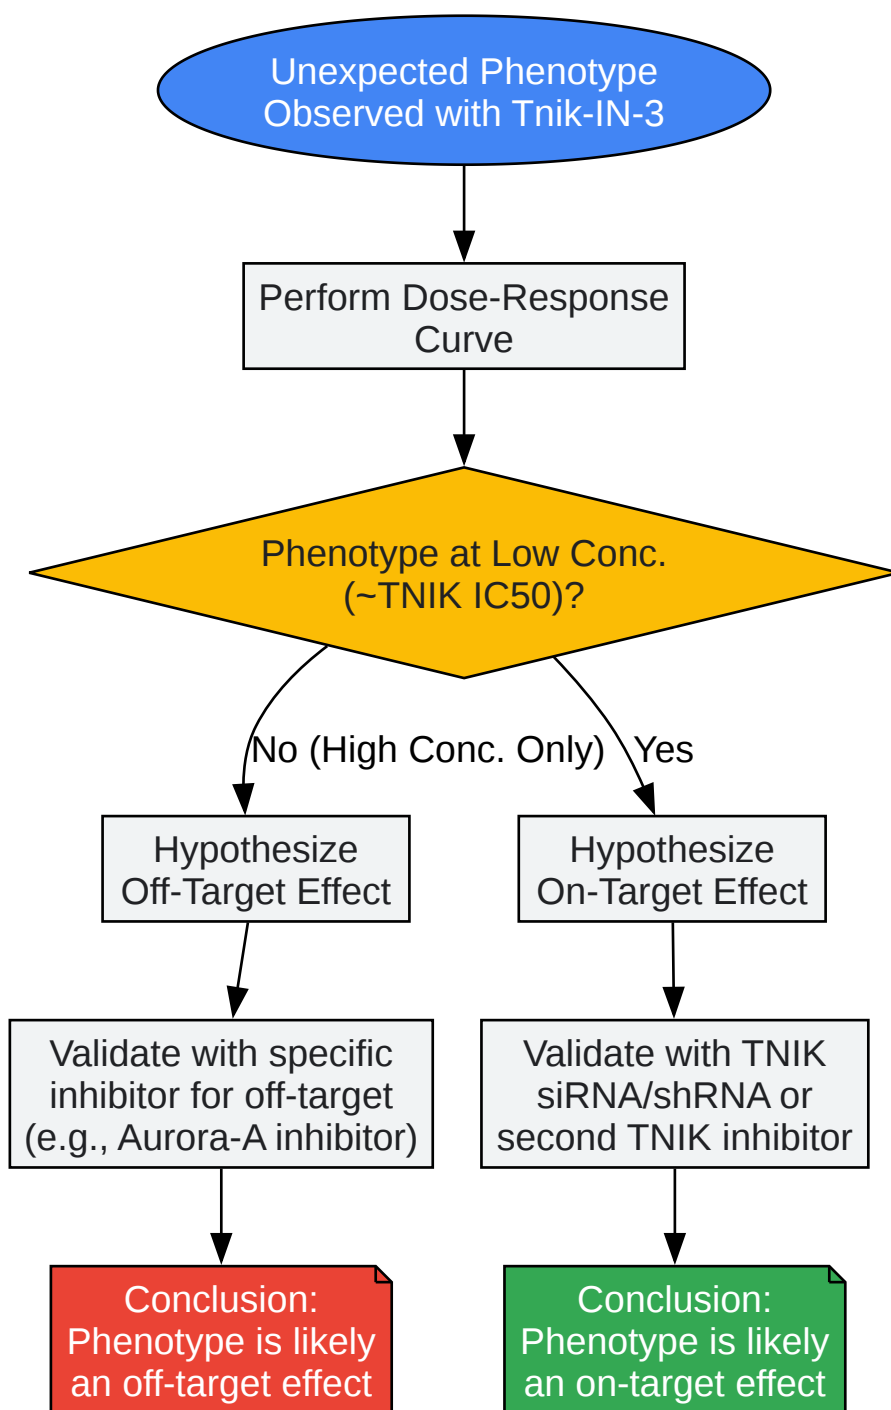 Unexpected Phenotype
Observed with Tnik-IN-3
Perform Dose-Response
Curve
Phenotype at Low Conc.
(~TNIK IC50)?
No (High Conc. Only)
Yes
Hypothesize
Off-Target Effect
Hypothesize
On-Target Effect
Validate with specific
inhibitor for off-target
(e.g., Aurora-A inhibitor)
Validate with TNIK
siRNA/shRNA or
second TNIK inhibitor
Conclusion:
Phenotype is likely
an off-target effect
Conclusion:
Phenotype is likely
an on-target effect